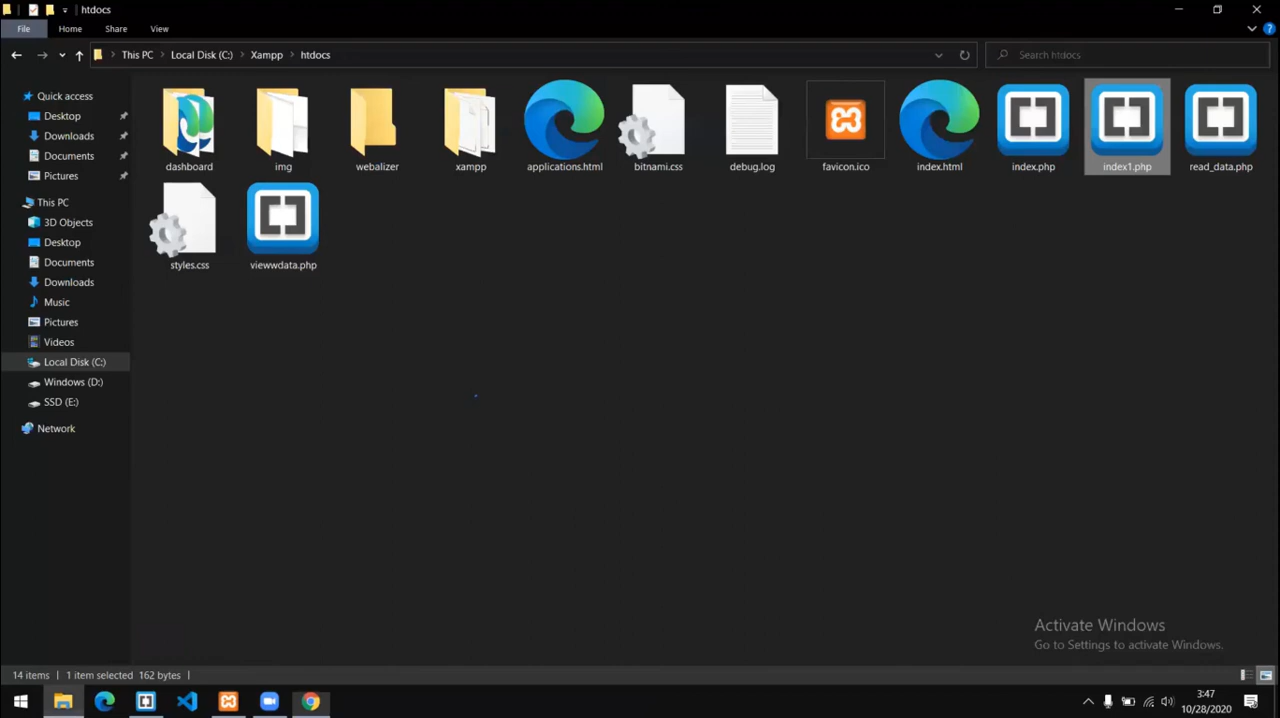 htdocs
File Home Share View
This PC Local Disk (C:) Xampp htdocs
Search htdocs
Quick access
Desktop
Downloads
Documents
Pictures
This PC
3D Objects
Desktop
Documents
Downloads
Music
Pictures
Videos
Local Disk (C:)
Windows (D:)
SSD (E:)
Network
dashboard img webalizer xampp applications.html bitnami.css debug.log favicon.ico index.html index.php index1.php read_data.php
styles.css viewwdata.php
Activate Windows
Go to Settings to activate Windows.
14 items 1 item selected 162 bytes
3:47
10/28/2020